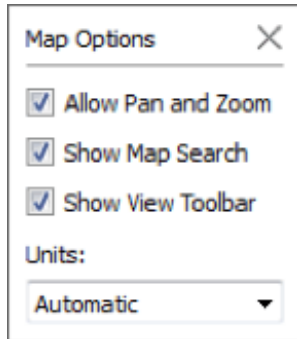 Map Options
Allow Pan and Zoom
Show Map Search
Show View Toolbar
Units:
Automatic